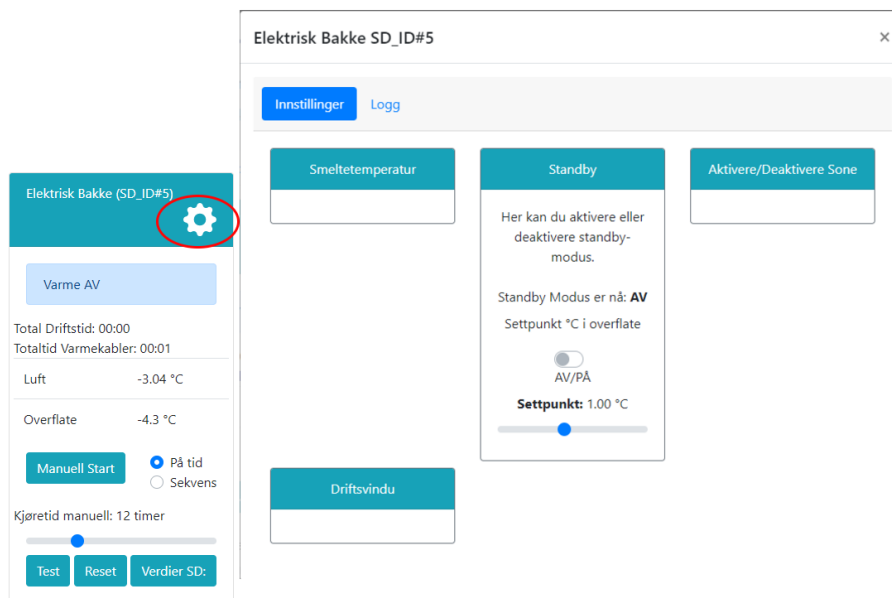 Elektrisk Bakke (SD_ID#5)
Varme AV
Total Driftstid: 00:00
Totaltid Varmekabler: 00:01
Luft -3.04 °C
Overflate -4.3 °C
Manuell Start
På tid
Sekvens
Kjøretid manuell: 12 timer
Test Reset Verdier SD:
Elektrisk Bakke SD_ID#5 ×
Innstillinger Logg
Smeltetemperatur
Standby
Her kan du aktivere eller
deaktivere standby-
modus.
Standby Modus er nå: AV
Settpunkt °C i overflate
AV/PÅ
Settpunkt: 1.00 °C
Aktivere/Deaktivere Sone
Driftsvindu